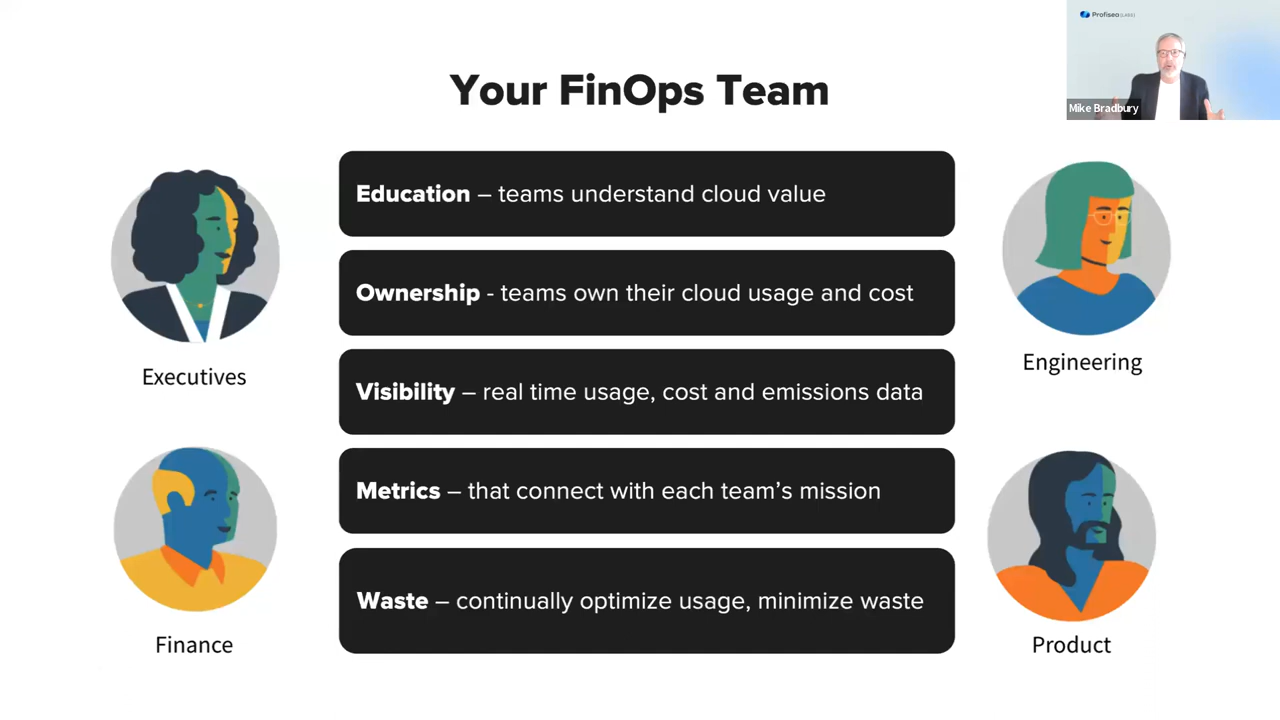 Profiseo (LABS)
Mike Bradbury
Your FinOps Team
Education – teams understand cloud value
Ownership - teams own their cloud usage and cost
Visibility – real time usage, cost and emissions data
Metrics – that connect with each team’s mission
Waste – continually optimize usage, minimize waste
Executives
Engineering
Finance
Product